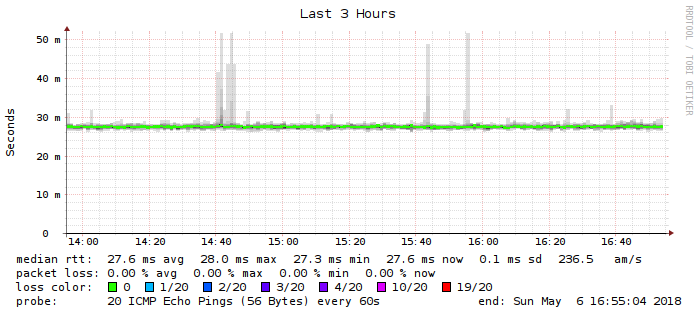 Last 3 Hours
RRDTOOL / TOBI OETIKER
Seconds
50 m
40 m
30 m
20 m
10 m
0
14:00 14:20 14:40 15:00 15:20 15:40 16:00 16:20 16:40
median rtt: 27.6 ms avg 28.0 ms max 27.3 ms min 27.6 ms now 0.1 ms sd 236.5 am/s
packet loss: 0.00 % avg 0.00 % max 0.00 % min 0.00 % now
loss color: 0 1/20 2/20 3/20 4/20 10/20 19/20
probe: 20 ICMP Echo Pings (56 Bytes) every 60s end: Sun May 6 16:55:04 2018